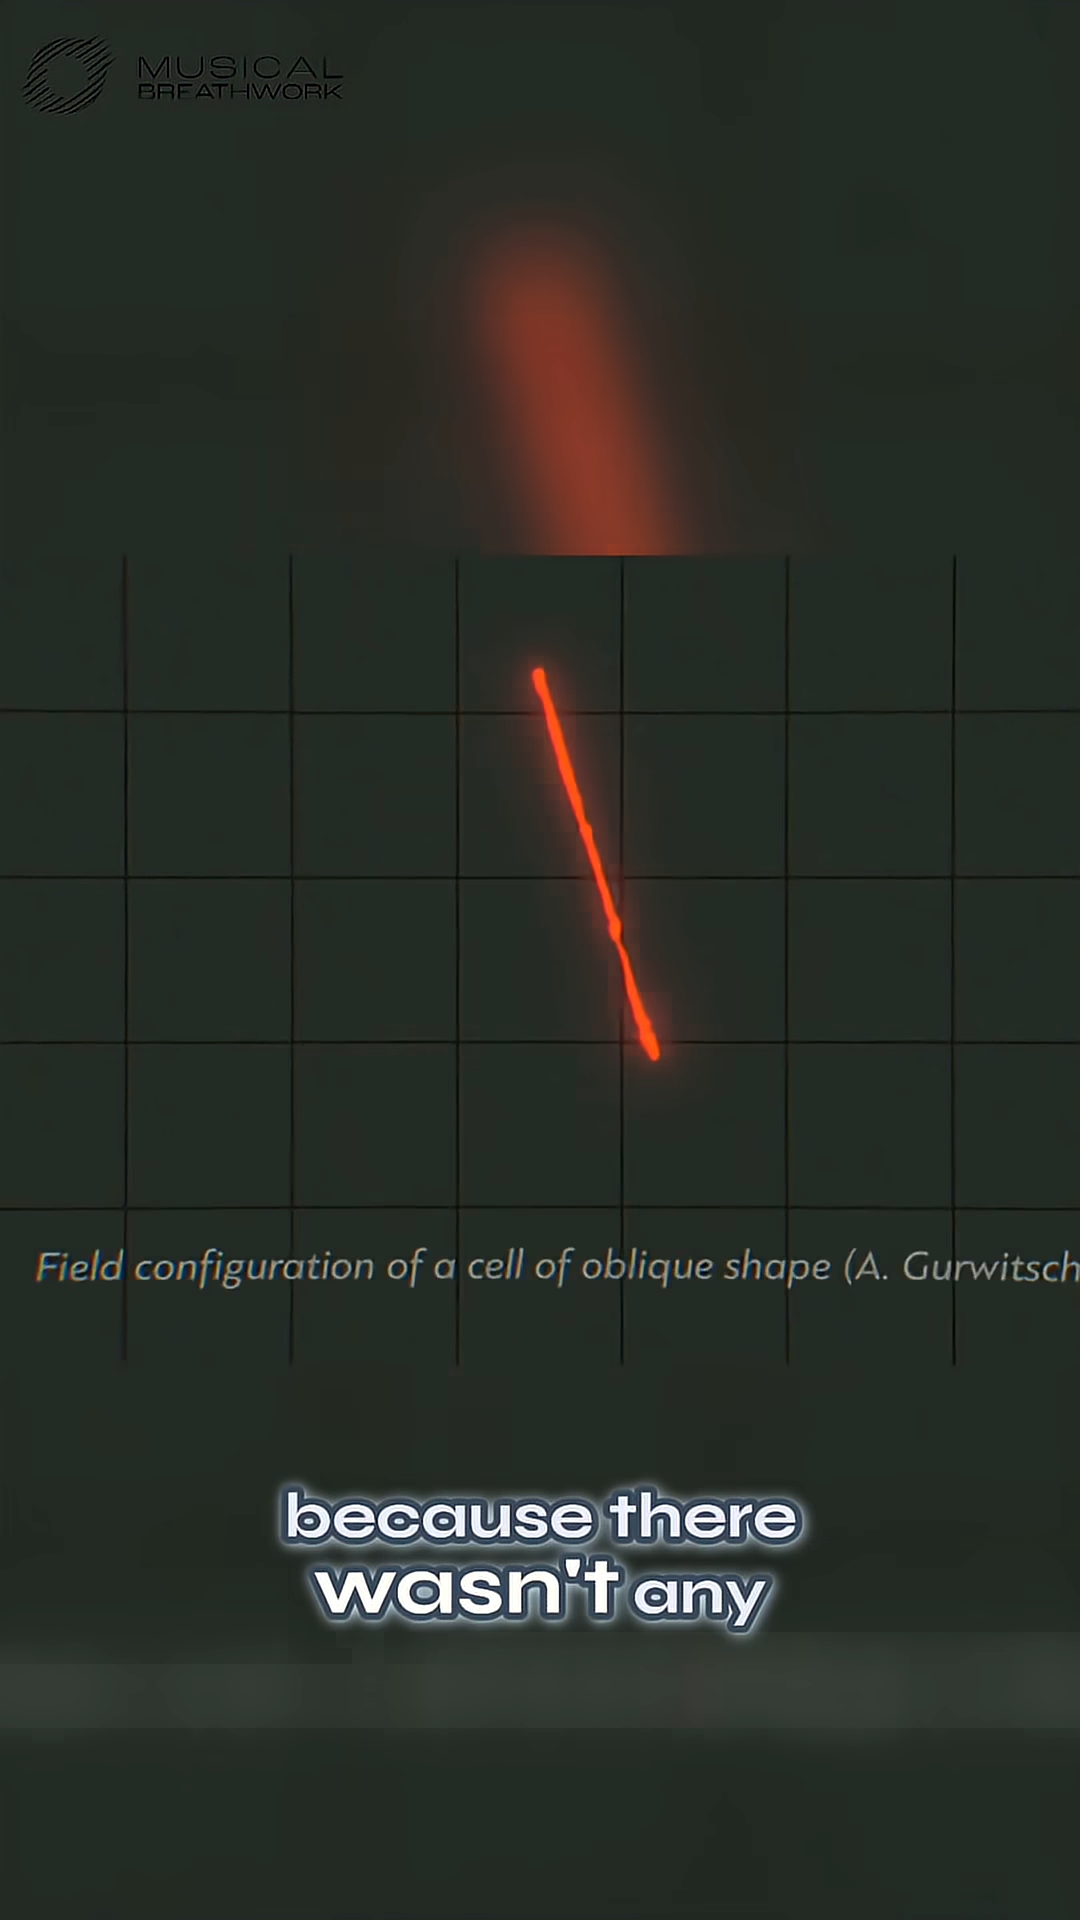 MUSICAL
BREATHWORK
Field configuration of a cell of oblique shape (A. Gurwitsch
because there
wasn't any